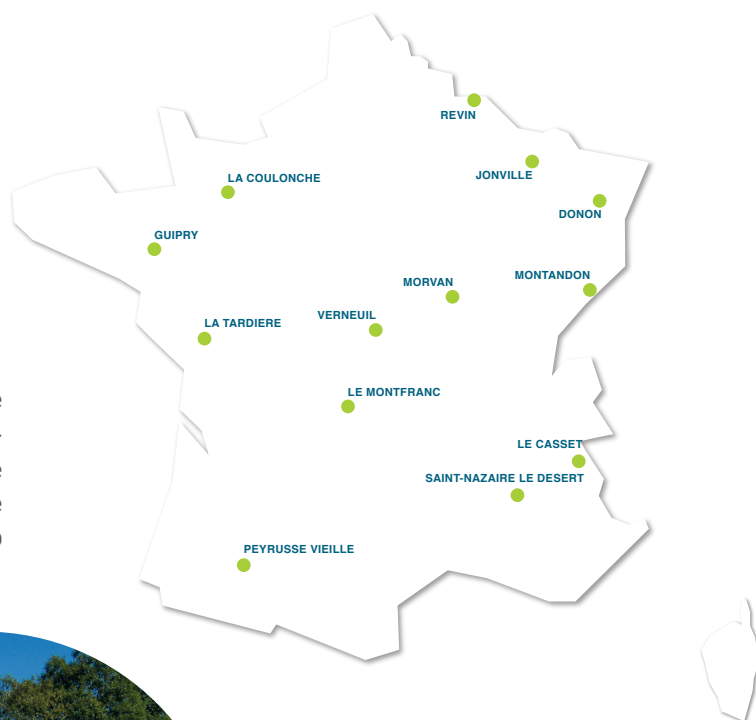 REVIN
JONVILLE
LA COULONCHE
DONON
GUIPRY
MONTANDON
MORVAN
VERNEUIL
LA TARDIERE
LE MONTFRANC
LE CASSET
SAINT-NAZAIRE LE DESERT
PEYRUSSE VIEILLE